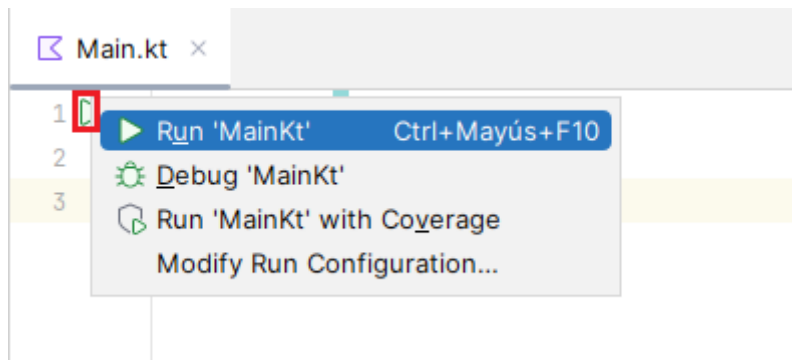 Main.kt
1
Run 'MainKt' Ctrl+Mayús+F10
2
Debug 'MainKt'
3
Run 'MainKt' with Coverage
Modify Run Configuration...